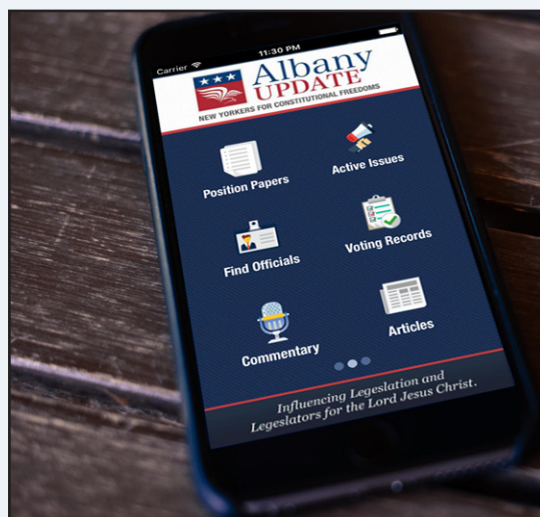 Carrier 11:30 PM
Albany
UPDATE
NEW YORKERS FOR CONSTITUTIONAL FREEDOMS
Position Papers Active Issues
Find Officials Voting Records
Commentary Articles
Influencing Legeslation and
Legeslators for the Lord Jesus Christ.